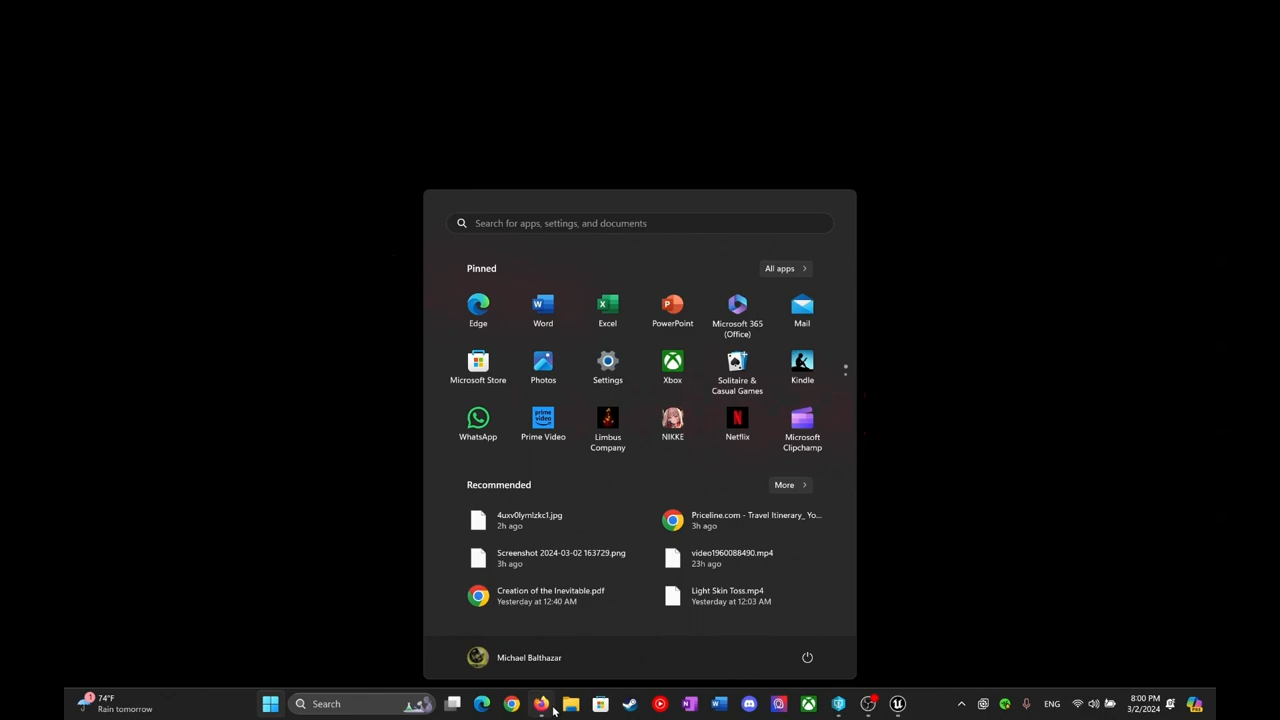 Search for apps, settings, and documents
Pinned
All apps
Edge
Word
Excel
PowerPoint
Microsoft 365
(Office)
Mail
Microsoft Store
Photos
Settings
Xbox
Solitaire &
Casual Games
Kindle
WhatsApp
Prime Video
Limbus
Company
NIKKE
Netflix
Microsoft
Clipchamp
Recommended
More
4uxv0lymlzkc1.jpg
2h ago
Priceline.com - Travel Itinerary_ Yo...
3h ago
Screenshot 2024-03-02 163729.png
3h ago
video1960088490.mp4
23h ago
Creation of the Inevitable.pdf
Yesterday at 12:40 AM
Light Skin Toss.mp4
Yesterday at 12:03 AM
Michael Balthazar
1
74°F
Rain tomorrow
Search
ENG
8:00 PM
3/2/2024